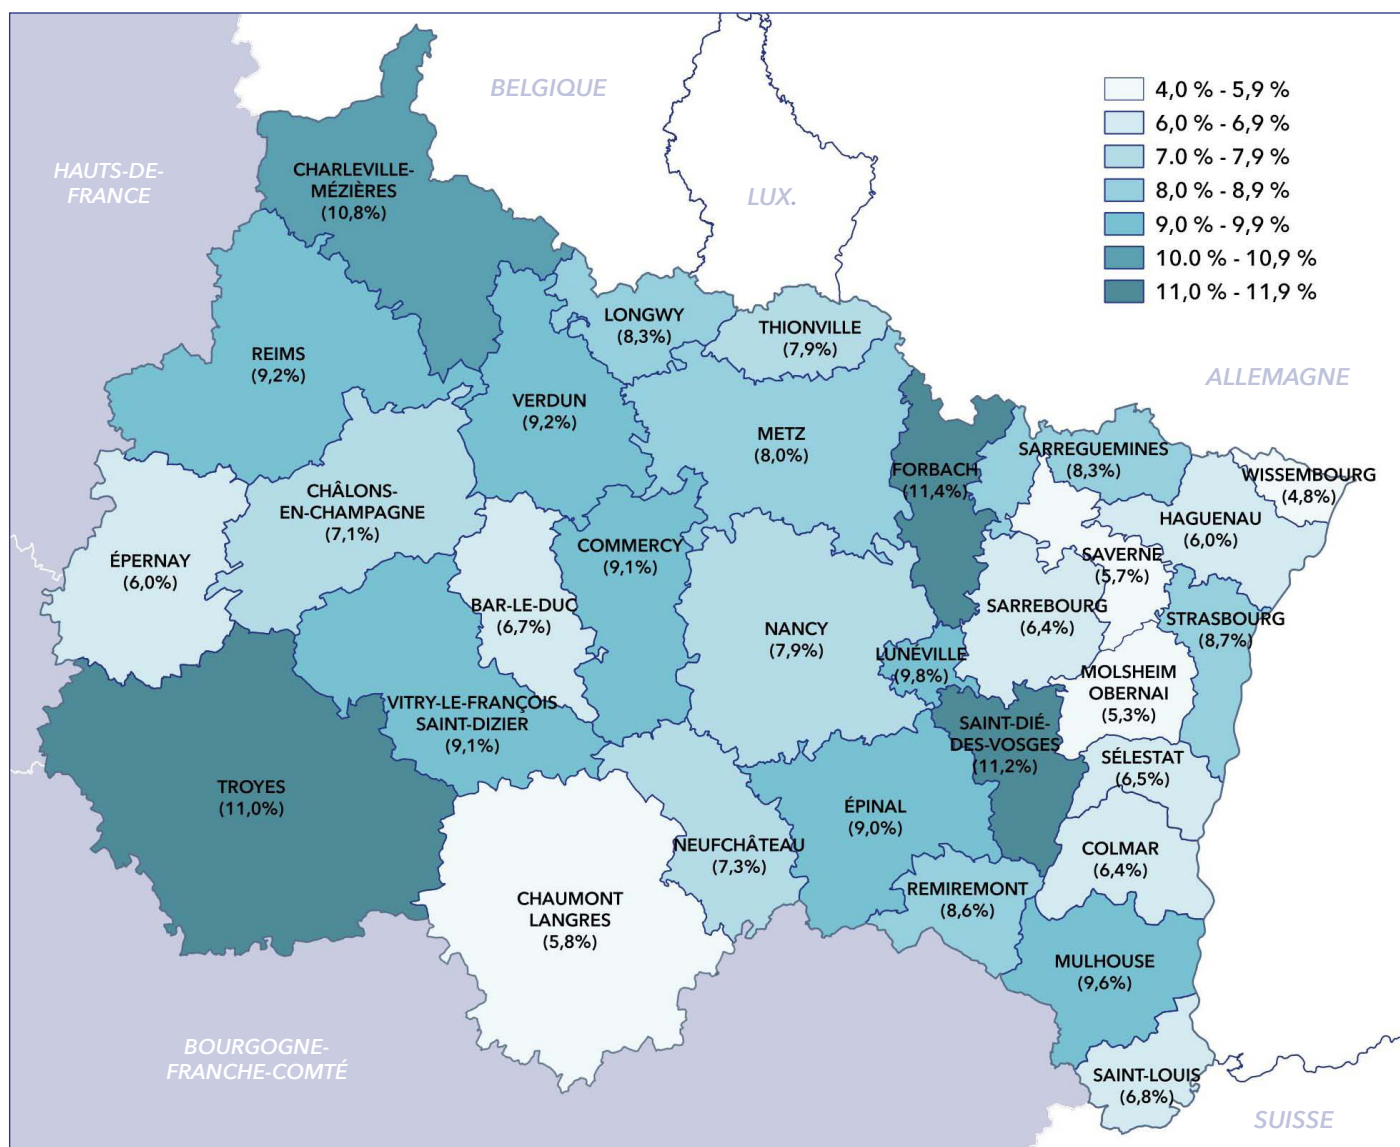 BELGIQUE
HAUTS-DE-
FRANCE
LUX.
ALLEMAGNE
4,0 % - 5,9 %
6,0 % - 6,9 %
7.0 % - 7,9 %
8,0 % - 8,9 %
9,0 % - 9,9 %
10.0 % - 10,9 %
11,0 % - 11,9 %
CHARLEVILLE-
MÉZIÈRES
(10,8%)
LONGWY
(8,3%)
THIONVILLE
(7,9%)
REIMS
(9,2%)
VERDUN
(9,2%)
METZ
(8,0%)
FORBACH
(11,4%)
SARREGUEMINES
(8,3%)
WISSEMBOURG
(4,8%)
CHÂLONS-
EN-CHAMPAGNE
(7,1%)
HAGUENAU
(6,0%)
ÉPERNAY
(6,0%)
COMMERCY
(9,1%)
SAVERNE
(5,7%)
BAR-LE-DUC
(6,7%)
SARREBOURG
(6,4%)
STRASBOURG
(8,7%)
NANCY
(7,9%)
LUNÉVILLE
(9,8%)
MOLSHEIM
OBERNAI
(5,3%)
VITRY-LE-FRANÇOIS
SAINT-DIZIER
(9,1%)
SAINT-DIÉ-
DES-VOSGES
(11,2%)
SÉLESTAT
(6,5%)
TROYES
(11,0%)
ÉPINAL
(9,0%)
NEUFCHÂTEAU
(7,3%)
COLMAR
(6,4%)
REMIREMONT
(8,6%)
CHAUMONT
LANGRES
(5,8%)
MULHOUSE
(9,6%)
BOURGOGNE-
FRANCHE-COMTÉ
SAINT-LOUIS
(6,8%)
SUISSE